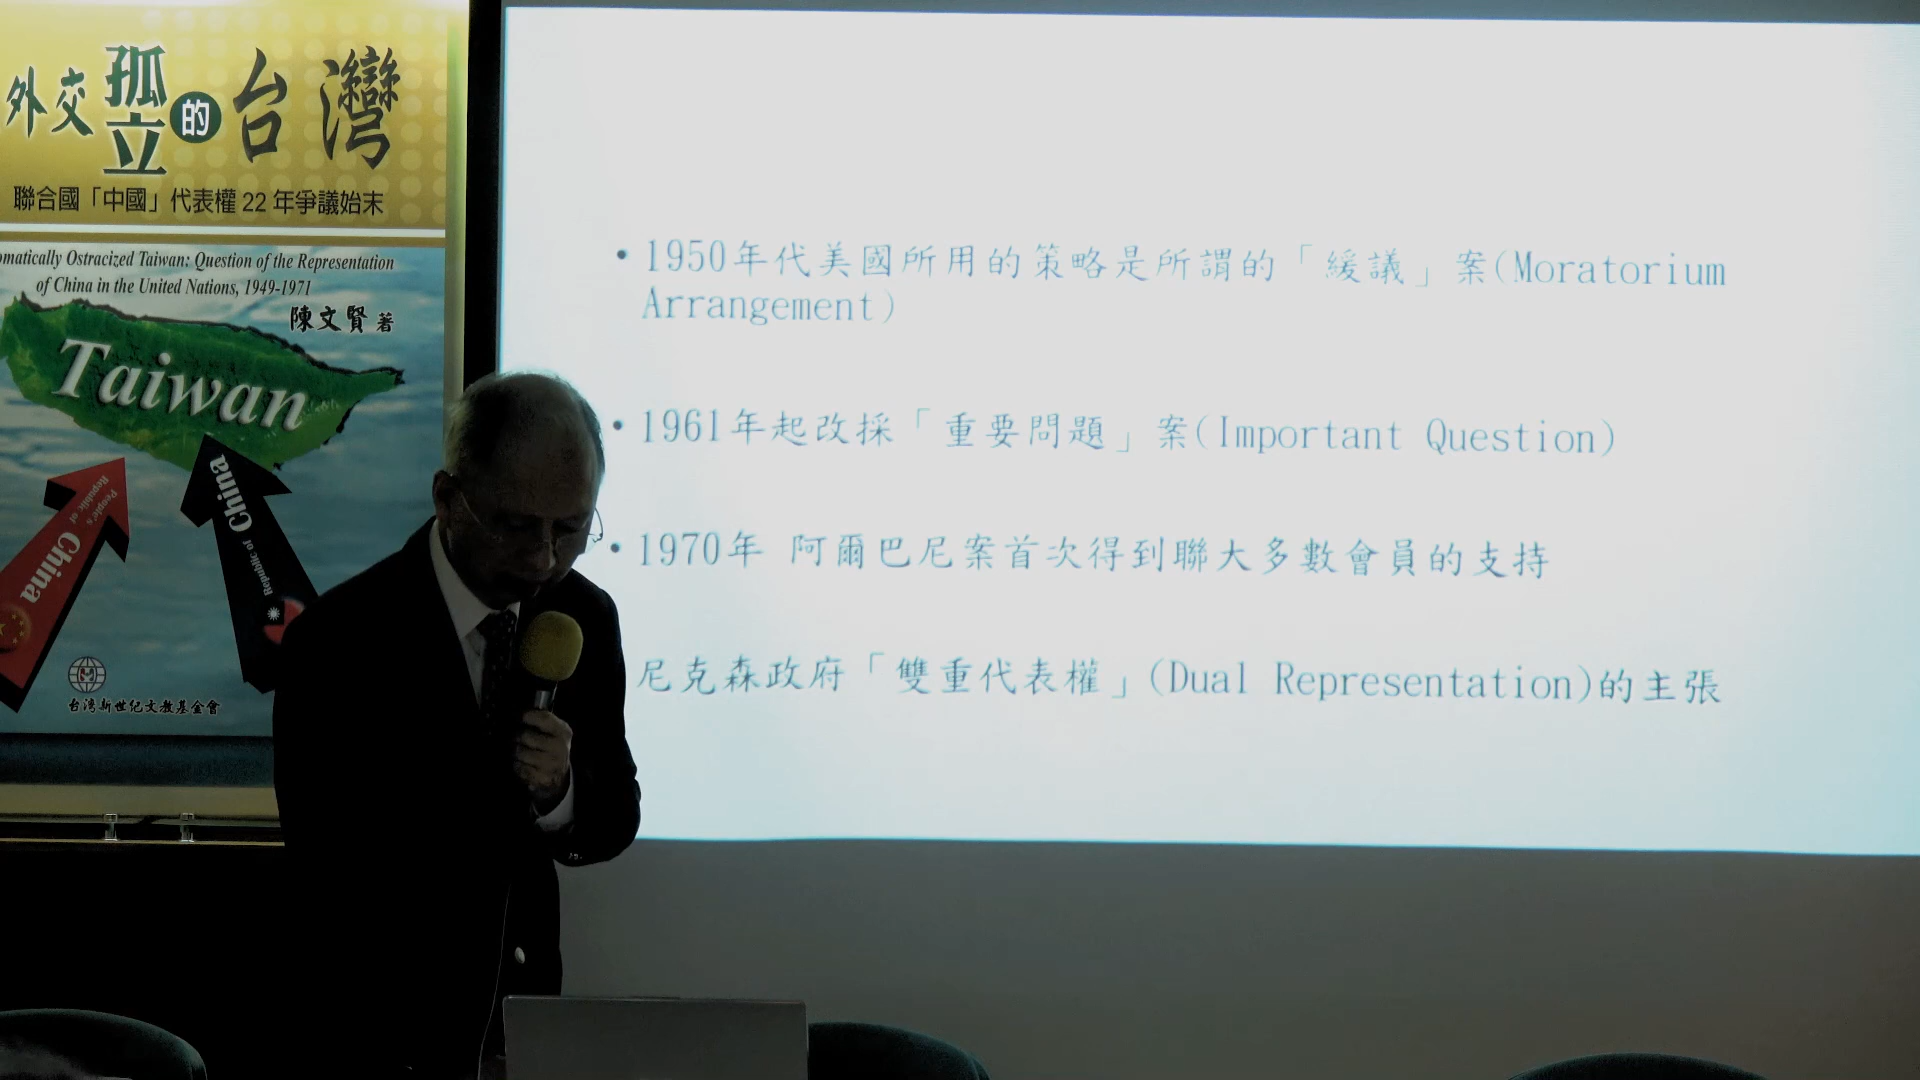 外交孤立的台灣
聯合國「中國」代表權 22 年爭議始末
omatically Ostracized Taiwan: Question of the Representation
of China in the United Nations, 1949-1971
陳文賢 著
Taiwan
People's
Republic of
China
Republic of China
台灣新世紀文教基金會
• 1950年代美國所用的策略是所謂的「緩議」案(Moratorium
Arrangement)
• 1961年起改採「重要問題」案(Important Question)
• 1970年 阿爾巴尼案首次得到聯大多數會員的支持
尼克森政府「雙重代表權」(Dual Representation)的主張